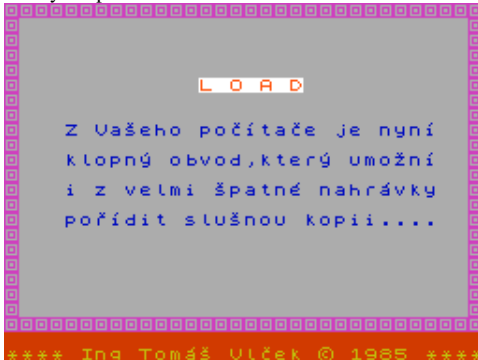 L O A D
Z Vašeho počítače je nyní
klopný obvod,který umožní
i z velmi špatné nahrávky
pořídit slušnou kopii....
**** Ing Tomáš Vlček © 1985 ****